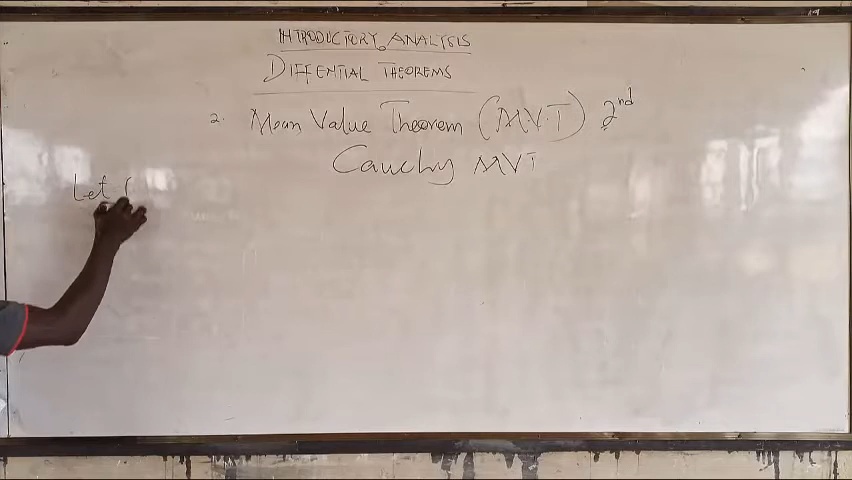 INTRODUCTORY ANALYSIS
DIFFENTIAL THEOREMS
2. Mean Value Theorem (M.V.T) 2nd
Cauchy MVT
Let (